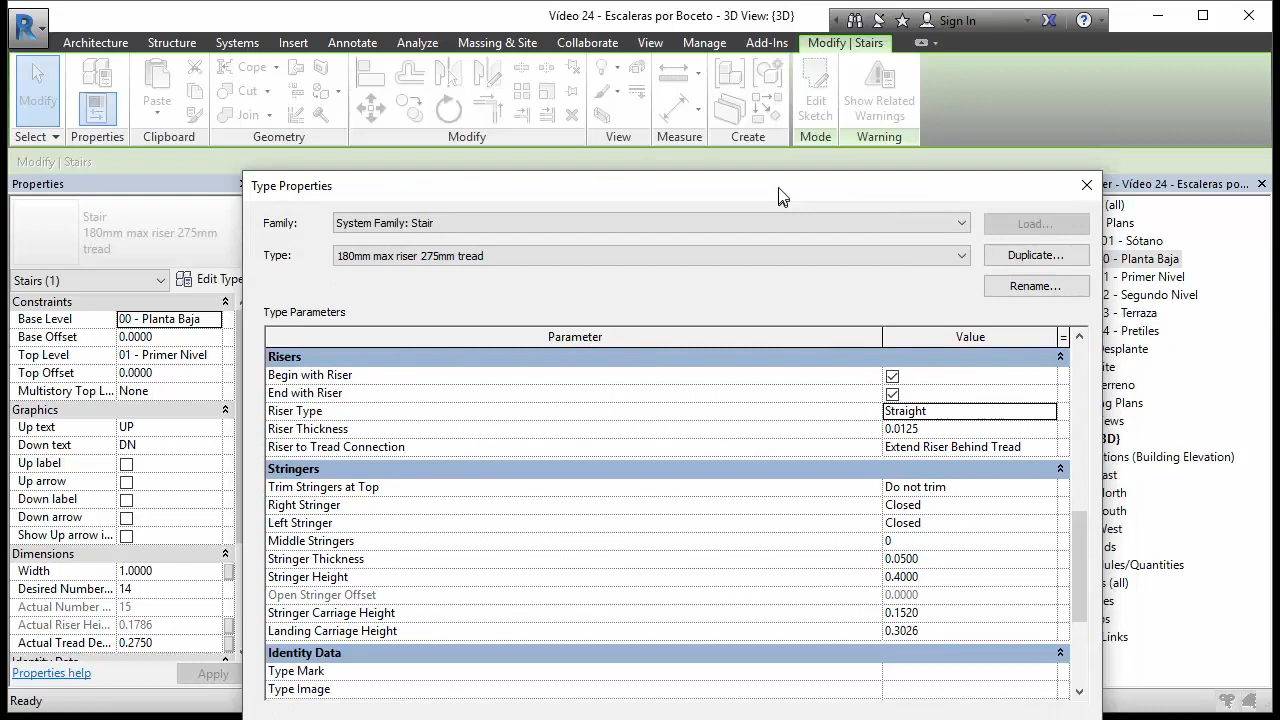 Vídeo 24 - Escaleras por Boceto - 3D View: {3D}
Sign In
Architecture Structure Systems Insert Annotate Analyze Massing & Site Collaborate View Manage Add-Ins Modify | Stairs
Modify Paste Cope Cut Join Edit Sketch Show Related Warnings
Select Properties Clipboard Geometry Modify View Measure Create Mode Warning
Modify | Stairs
Properties
Stair
180mm max riser 275mm
tread
Stairs (1) Edit Type
Constraints
Base Level 00 - Planta Baja
Base Offset 0.0000
Top Level 01 - Primer Nivel
Top Offset 0.0000
Multistory Top L... None
Graphics
Up text UP
Down text DN
Up label
Up arrow
Down label
Down arrow
Show Up arrow i...
Dimensions
Width 1.0000
Desired Number ... 14
Actual Number ... 15
Actual Riser Hei... 0.1786
Actual Tread De... 0.2750
Properties help Apply
Ready
Type Properties
Family: System Family: Stair Load...
Type: 180mm max riser 275mm tread Duplicate...
Rename...
Type Parameters
Parameter Value =
Risers
Begin with Riser
End with Riser
Riser Type Straight
Riser Thickness 0.0125
Riser to Tread Connection Extend Riser Behind Tread
Stringers
Trim Stringers at Top Do not trim
Right Stringer Closed
Left Stringer Closed
Middle Stringers 0
Stringer Thickness 0.0500
Stringer Height 0.4000
Open Stringer Offset 0.0000
Stringer Carriage Height 0.1520
Landing Carriage Height 0.3026
Identity Data
Type Mark
Type Image
er - Vídeo 24 - Escaleras por Bo...
(all)
Plans
01 - Sótano
0 - Planta Baja
1 - Primer Nivel
2 - Segundo Nivel
3 - Terraza
4 - Pretiles
esplante
ite
erreno
ng Plans
ews
3D}
ations (Building Elevation)
ast
orth
outh
Vest
ds
ules/Quantities
s (all)
ps
Links